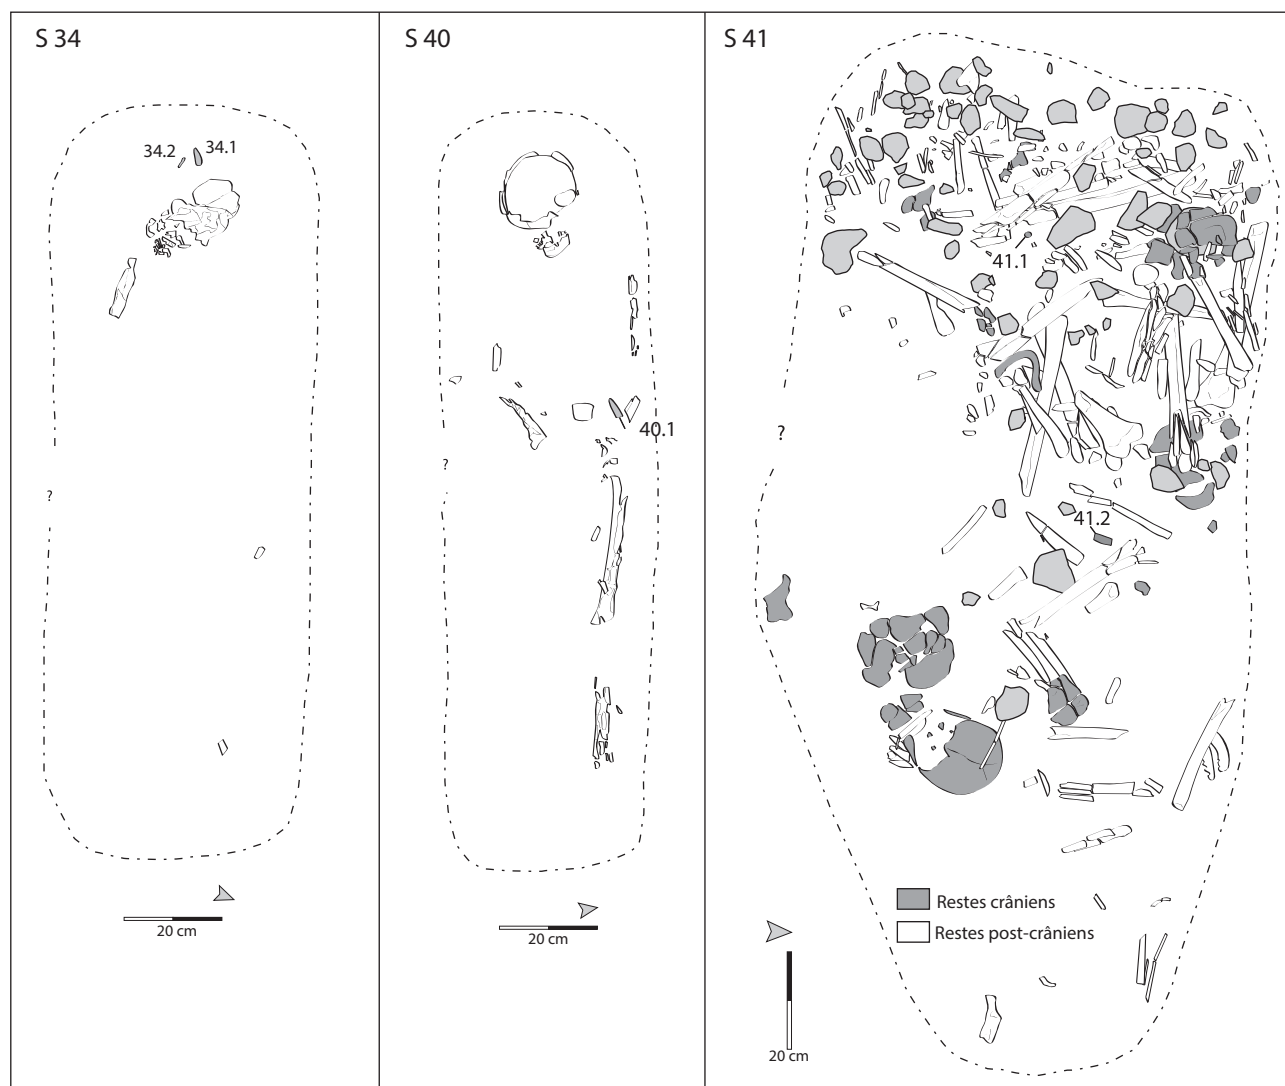 S 34
34.2
34.1
?
20 cm
S 40
40.1
?
20 cm
S 41
41.1
?
41.2
Restes crâniens
Restes post-crâniens
20 cm